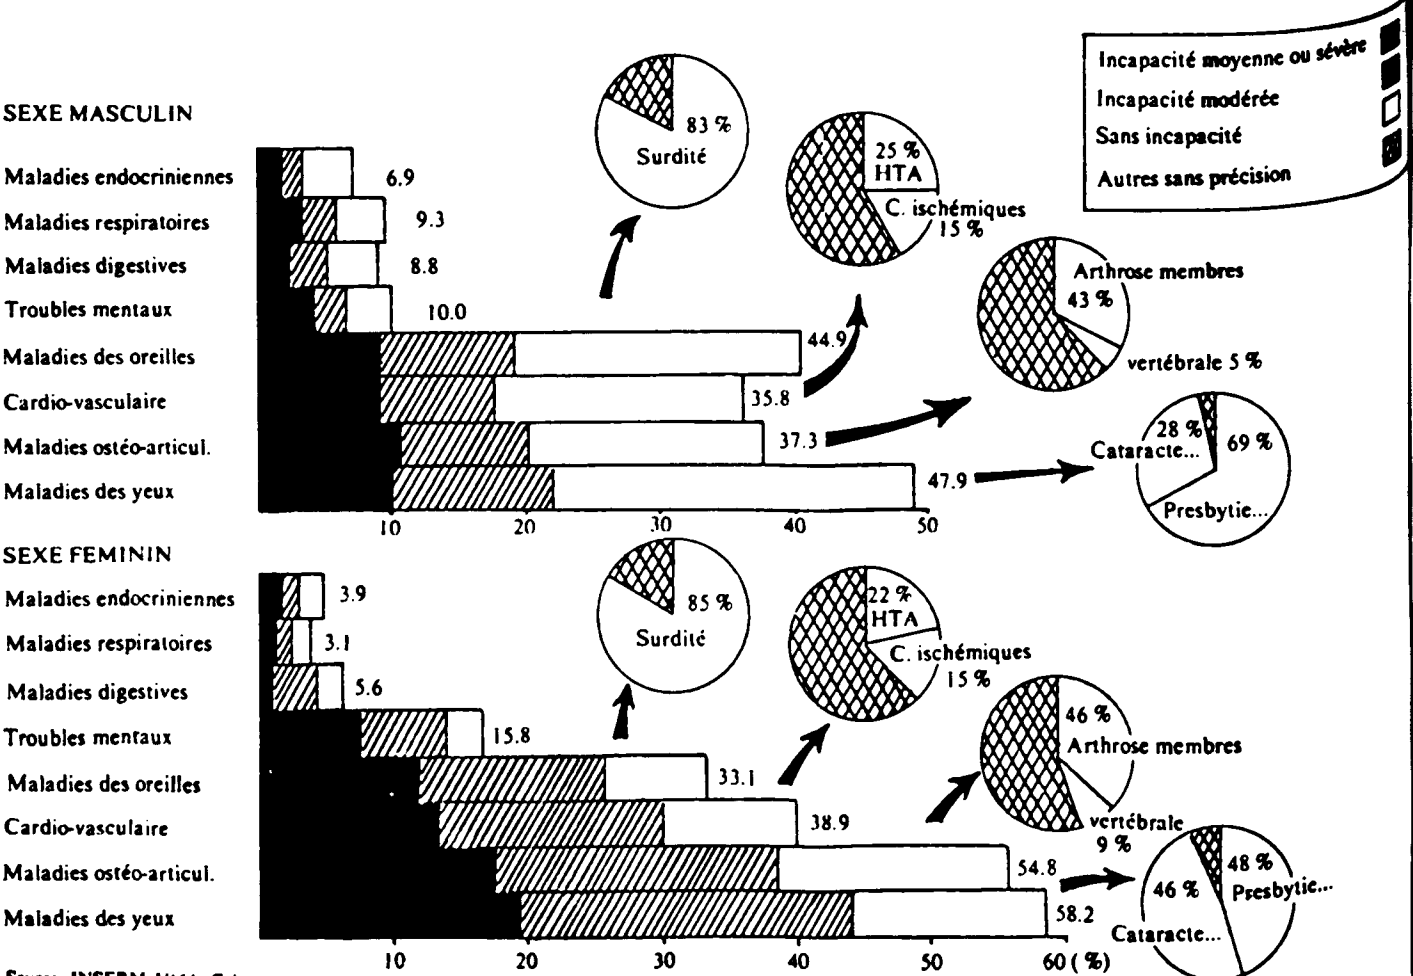 Incapacité moyenne ou sévère
Incapacité modérée
Sans incapacité
Autres sans précision
SEXE MASCULIN
Maladies endocriniennes 6.9
Maladies respiratoires 9.3
Maladies digestives 8.8
Troubles mentaux 10.0
Maladies des oreilles 44.9
Cardio-vasculaire 35.8
Maladies ostéo-articul. 37.3
Maladies des yeux 47.9
10 20 30 40 50
83 %
Surdité
25 %
HTA
C. ischémiques
15 %
Arthrose membres
43 %
vertébrale 5 %
28 %
Cataracte...
69 %
Presbytie...
SEXE FEMININ
Maladies endocriniennes 3.9
Maladies respiratoires 3.1
Maladies digestives 5.6
Troubles mentaux 15.8
Maladies des oreilles 33.1
Cardio-vasculaire 38.9
Maladies ostéo-articul. 54.8
Maladies des yeux 58.2
10 20 30 40 50 60 (%)
85 %
Surdité
22 %
HTA
C. ischémiques
15 %
46 %
Arthrose membres
vertébrale
9 %
48 %
Presbytie...
46 %
Cataracte...